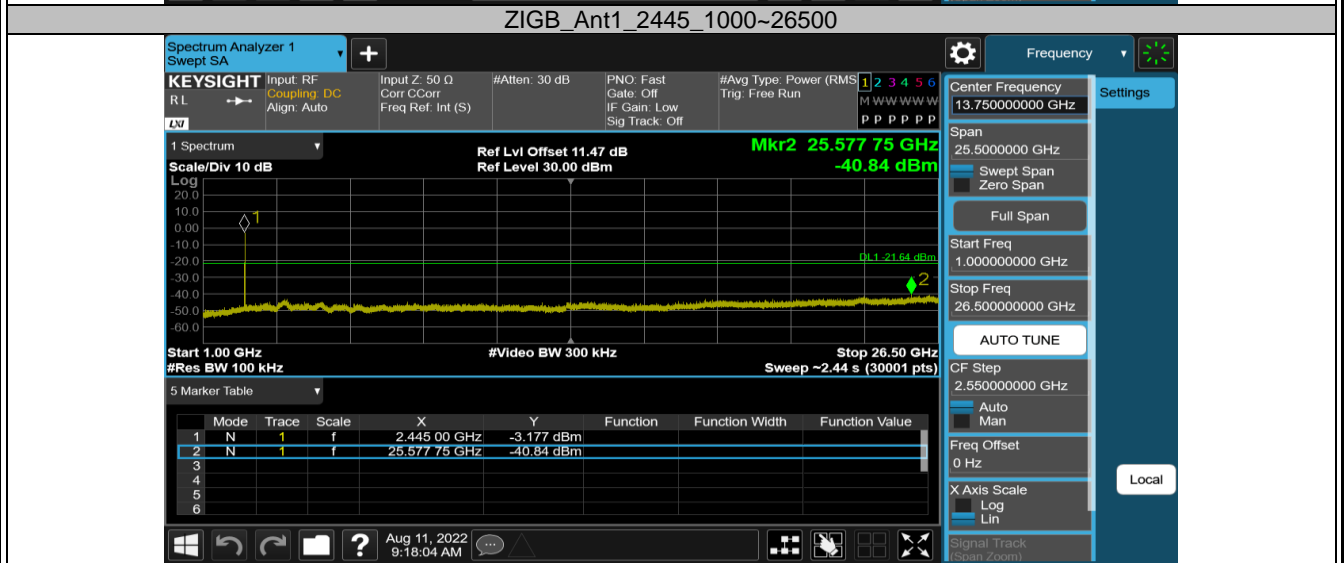 ZIGB_Ant1_2445_1000~26500
Spectrum Analyzer 1
Swept SA
Frequency
KEYSIGHT
RL
LXI
Input: RF
Coupling: DC
Align: Auto
Input Z: 50 Ω
Corr CCorr
Freq Ref: Int (S)
#Atten: 30 dB
PNO: Fast
Gate: Off
IF Gain: Low
Sig Track: Off
#Avg Type: Power (RMS
Trig: Free Run
1 2 3 4 5 6
M W W W W W
P P P P P P
Center Frequency
13.750000000 GHz
Settings
1 Spectrum
Scale/Div 10 dB
Ref Lvl Offset 11.47 dB
Ref Level 30.00 dBm
Mkr2 25.577 75 GHz
-40.84 dBm
Span
25.5000000 GHz
Swept Span
Zero Span
Full Span
Log
20.0
10.0
0.00
-10.0
-20.0
-30.0
-40.0
-50.0
-60.0
1
DL1 -21.64 dBm
2
Start Freq
1.000000000 GHz
Stop Freq
26.500000000 GHz
AUTO TUNE
Start 1.00 GHz
#Res BW 100 kHz
#Video BW 300 kHz
Stop 26.50 GHz
Sweep ~2.44 s (30001 pts)
CF Step
2.550000000 GHz
Auto
Man
5 Marker Table
Mode Trace Scale X Y Function Function Width Function Value
1 N 1 f 2.445 00 GHz -3.177 dBm
2 N 1 f 25.577 75 GHz -40.84 dBm
3
4
5
6
Freq Offset
0 Hz
X Axis Scale
Log
Lin
Local
Signal Track
(Span Zoom)
?
Aug 11, 2022
9:18:04 AM